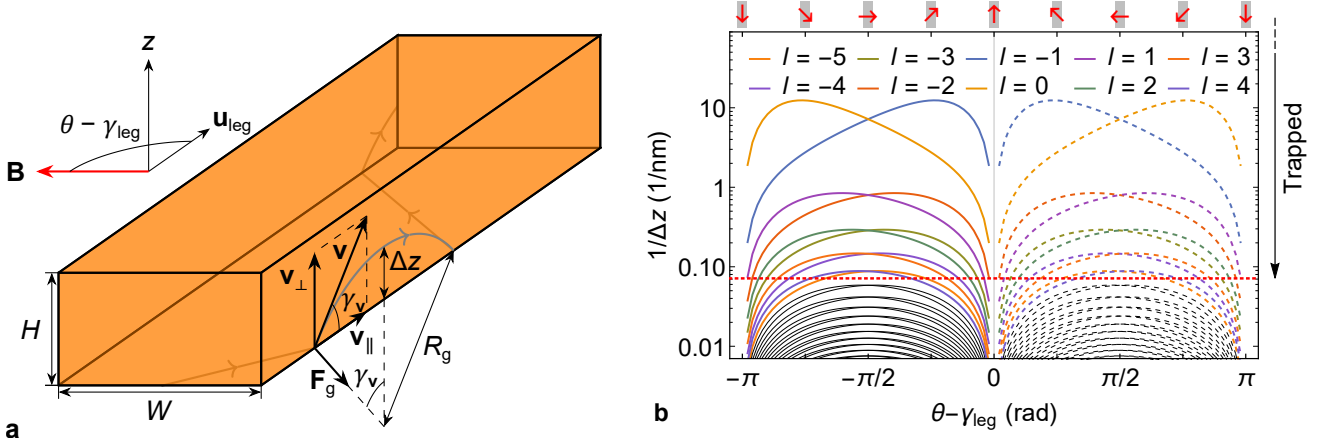 z
θ − γleg
uleg
B
v
v⊥
Δz
γv
v∥
H
Rg
Fg
γv
W
a
l = −5
l = −3
l = −1
l = 1
l = 3
l = −4
l = −2
l = 0
l = 2
l = 4
10
1
0.10
0.01
1/Δz (1/nm)
−π
−π/2
0
π/2
π
θ−γleg (rad)
Trapped
b